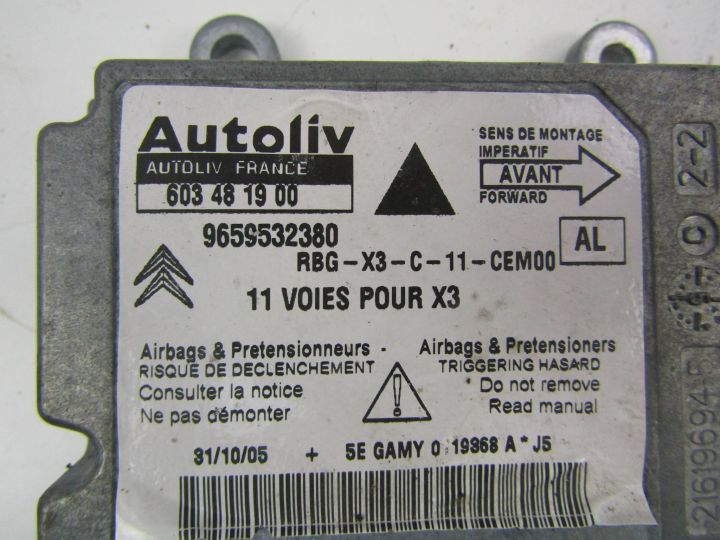 Autoliv
AUTOLIV FRANCE
603 48 19 00
SENS DE MONTAGE
IMPERATIF
AVANT
FORWARD
9659532380
AL
RBG-X3-C-11-CEM00
11 VOIES POUR X3
Airbags & Pretensionneurs -
RISQUE DE DECLENCHEMENT
Consulter la notice
Ne pas démonter
Airbags & Pretensioners
TRIGGERING HASARD
Do not remove
Read manual
31/10/05 + 5E GAMY 0 19368 A * J5
C 2-2
21619694